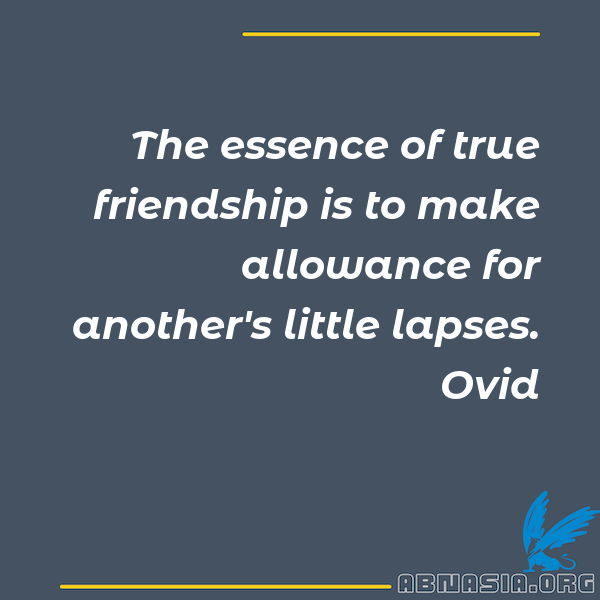 The essence of true
friendship is to make
allowance for
another's little lapses.
Ovid
ABNASIA.ORG